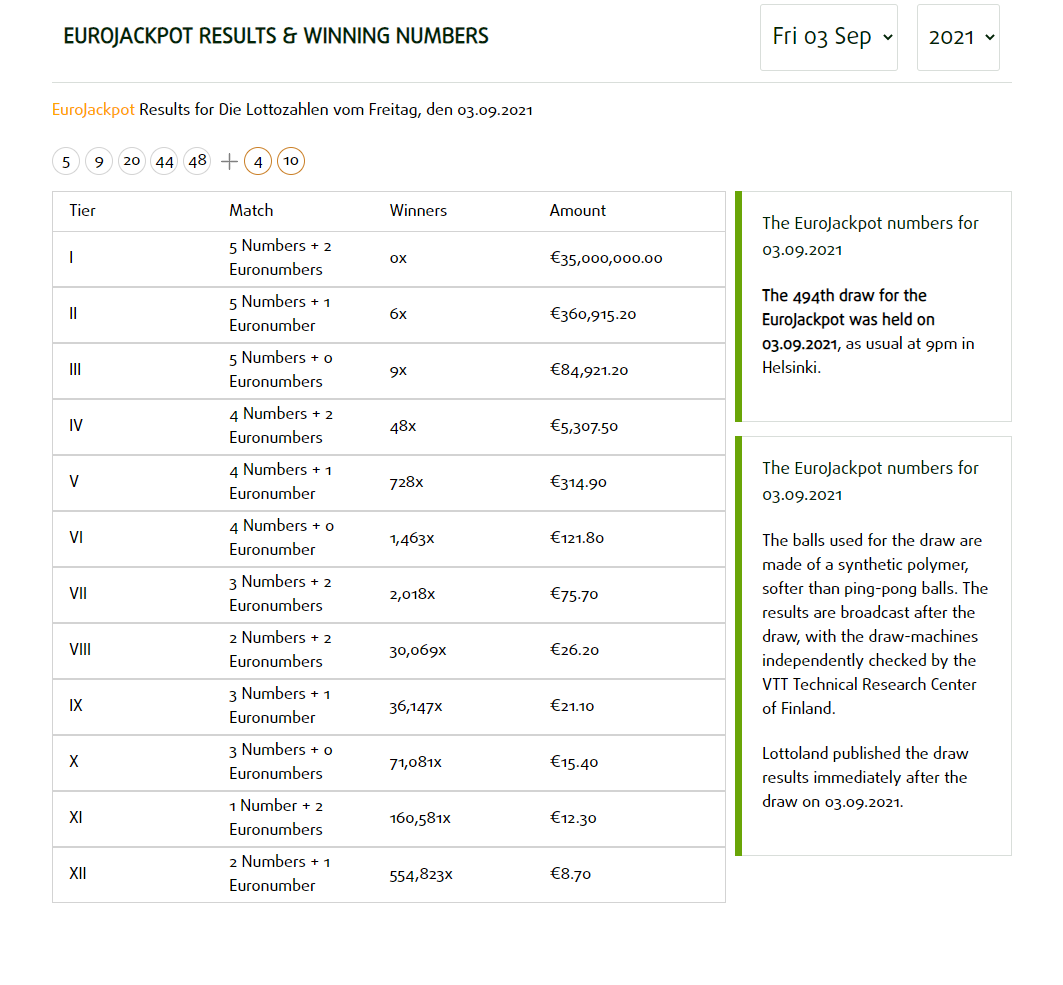 EUROJACKPOT RESULTS & WINNING NUMBERS
Fri 03 Sep
2021
EuroJackpot Results for Die Lottozahlen vom Freitag, den 03.09.2021
5 9 20 44 48 + 4 10
Tier Match Winners Amount
I 5 Numbers + 2 Euronumbers 0x €35,000,000.00
II 5 Numbers + 1 Euronumber 6x €360,915.20
III 5 Numbers + 0 Euronumbers 9x €84,921.20
IV 4 Numbers + 2 Euronumbers 48x €5,307.50
V 4 Numbers + 1 Euronumber 728x €314.90
VI 4 Numbers + 0 Euronumber 1,463x €121.80
VII 3 Numbers + 2 Euronumbers 2,018x €75.70
VIII 2 Numbers + 2 Euronumbers 30,069x €26.20
IX 3 Numbers + 1 Euronumber 36,147x €21.10
X 3 Numbers + 0 Euronumbers 71,081x €15.40
XI 1 Number + 2 Euronumbers 160,581x €12.30
XII 2 Numbers + 1 Euronumber 554,823x €8.70
The EuroJackpot numbers for
03.09.2021
The 494th draw for the
EuroJackpot was held on
03.09.2021, as usual at 9pm in
Helsinki.
The EuroJackpot numbers for
03.09.2021
The balls used for the draw are
made of a synthetic polymer,
softer than ping-pong balls. The
results are broadcast after the
draw, with the draw-machines
independently checked by the
VTT Technical Research Center
of Finland.
Lottoland published the draw
results immediately after the
draw on 03.09.2021.